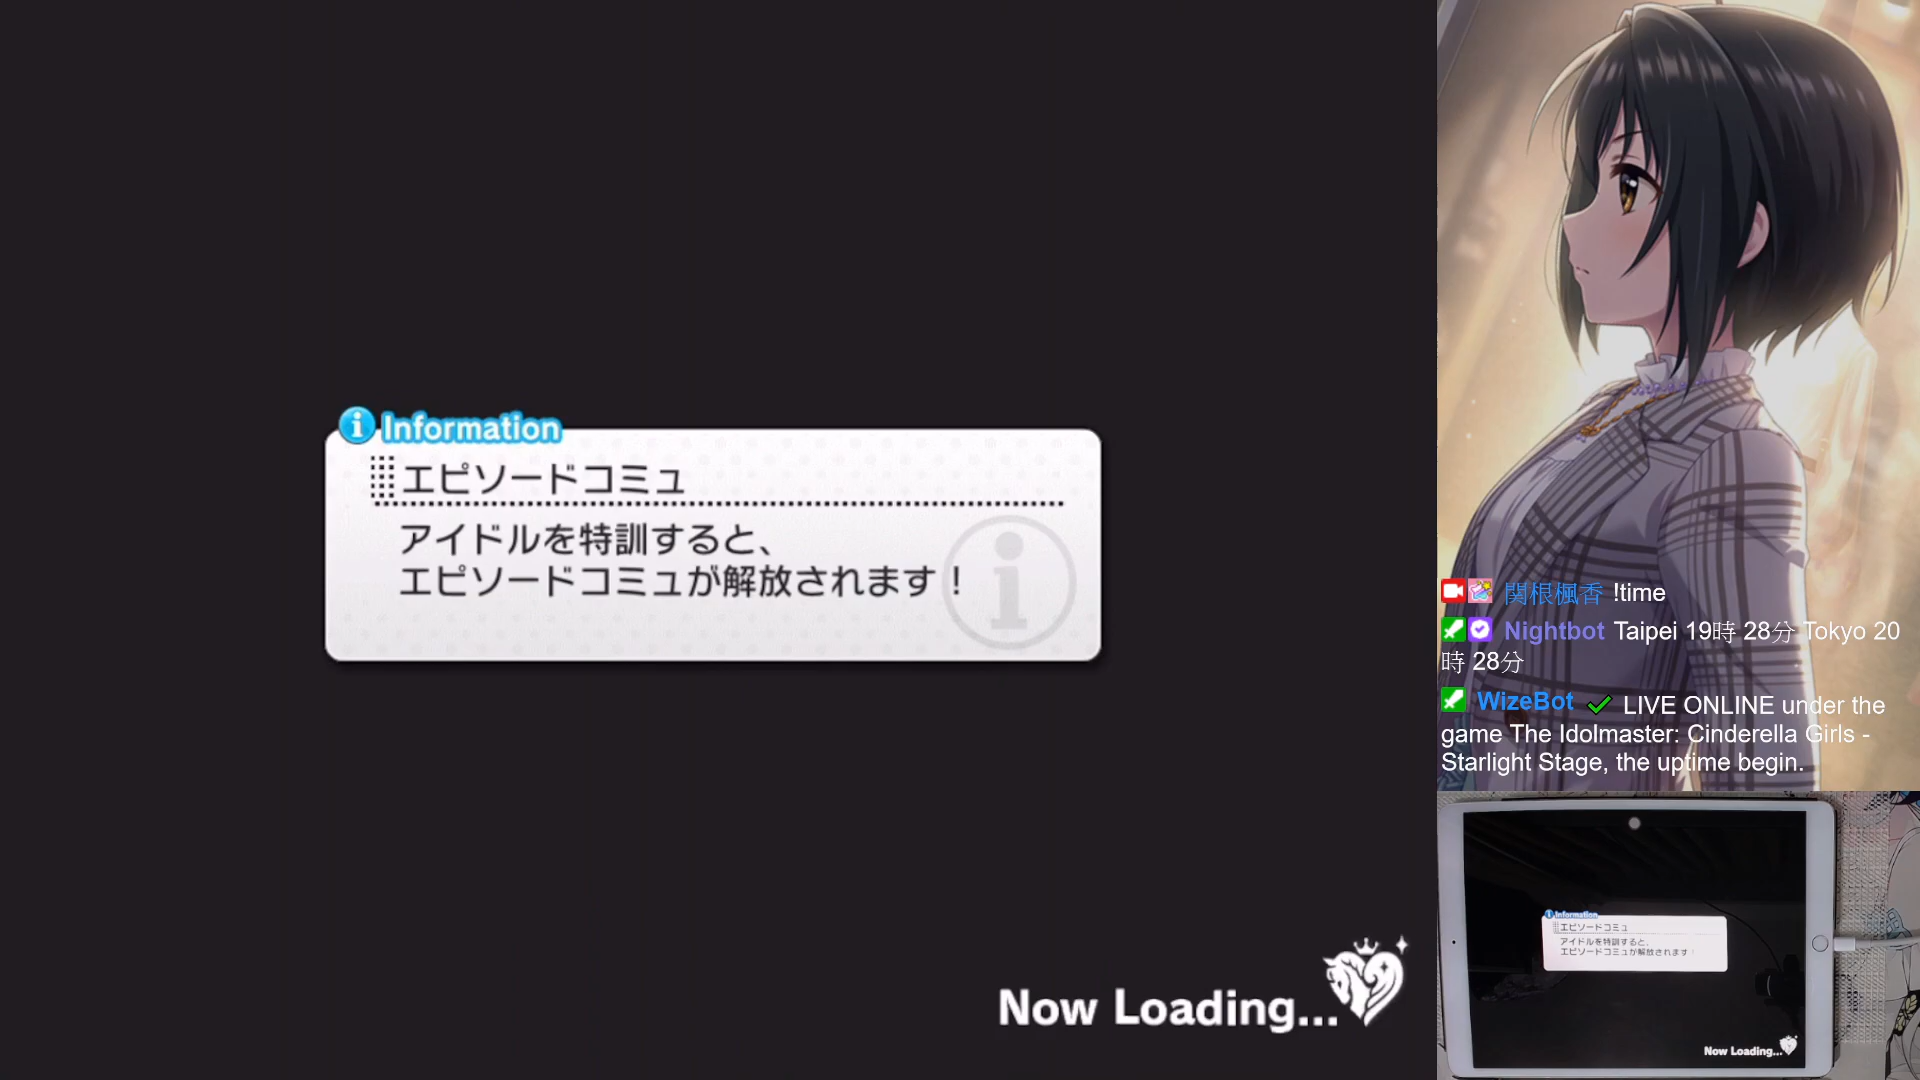 Information
エピソードコミュ
アイドルを特訓すると、
エピソードコミュが解放されます！
Now Loading...
関根楓香 !time
Nightbot Taipei 19時 28分 Tokyo 20
時 28分
WizeBot ✓ LIVE ONLINE under the
game The Idolmaster: Cinderella Girls -
Starlight Stage, the uptime begin.
Information
エピソードコミュ
アイドルを特訓すると、
エピソードコミュが解放されます！
Now Loading...